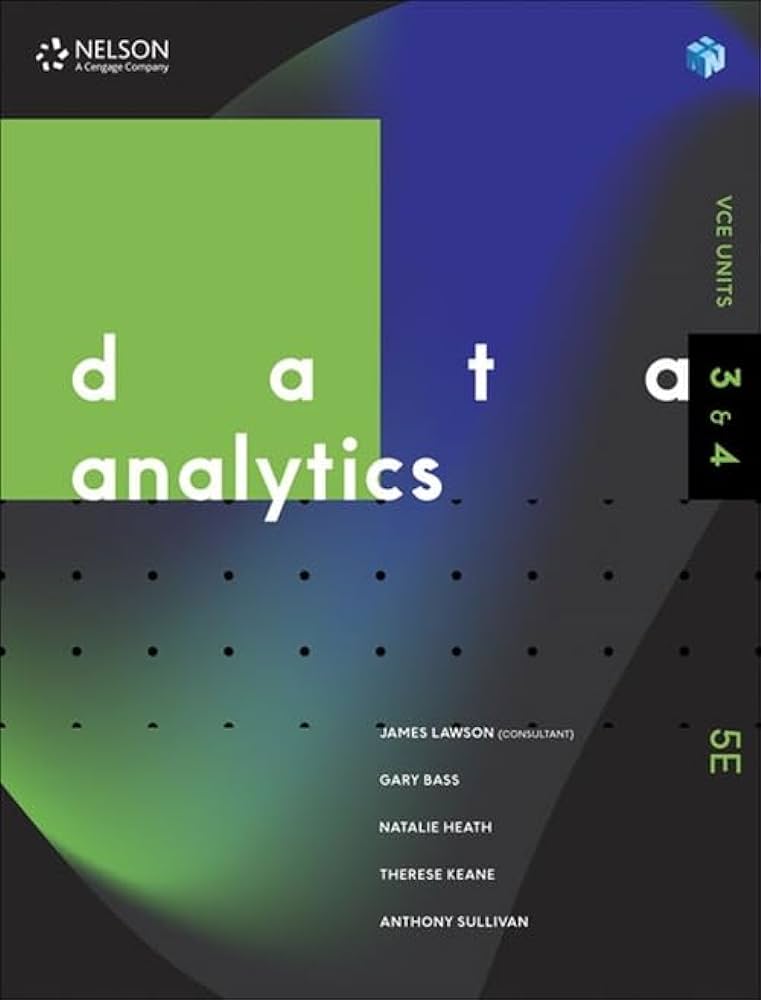 NELSON
A Cengage Company
VCE UNITS
3 & 4
data
analytics
5E
JAMES LAWSON (CONSULTANT)
GARY BASS
NATALIE HEATH
THERESE KEANE
ANTHONY SULLIVAN